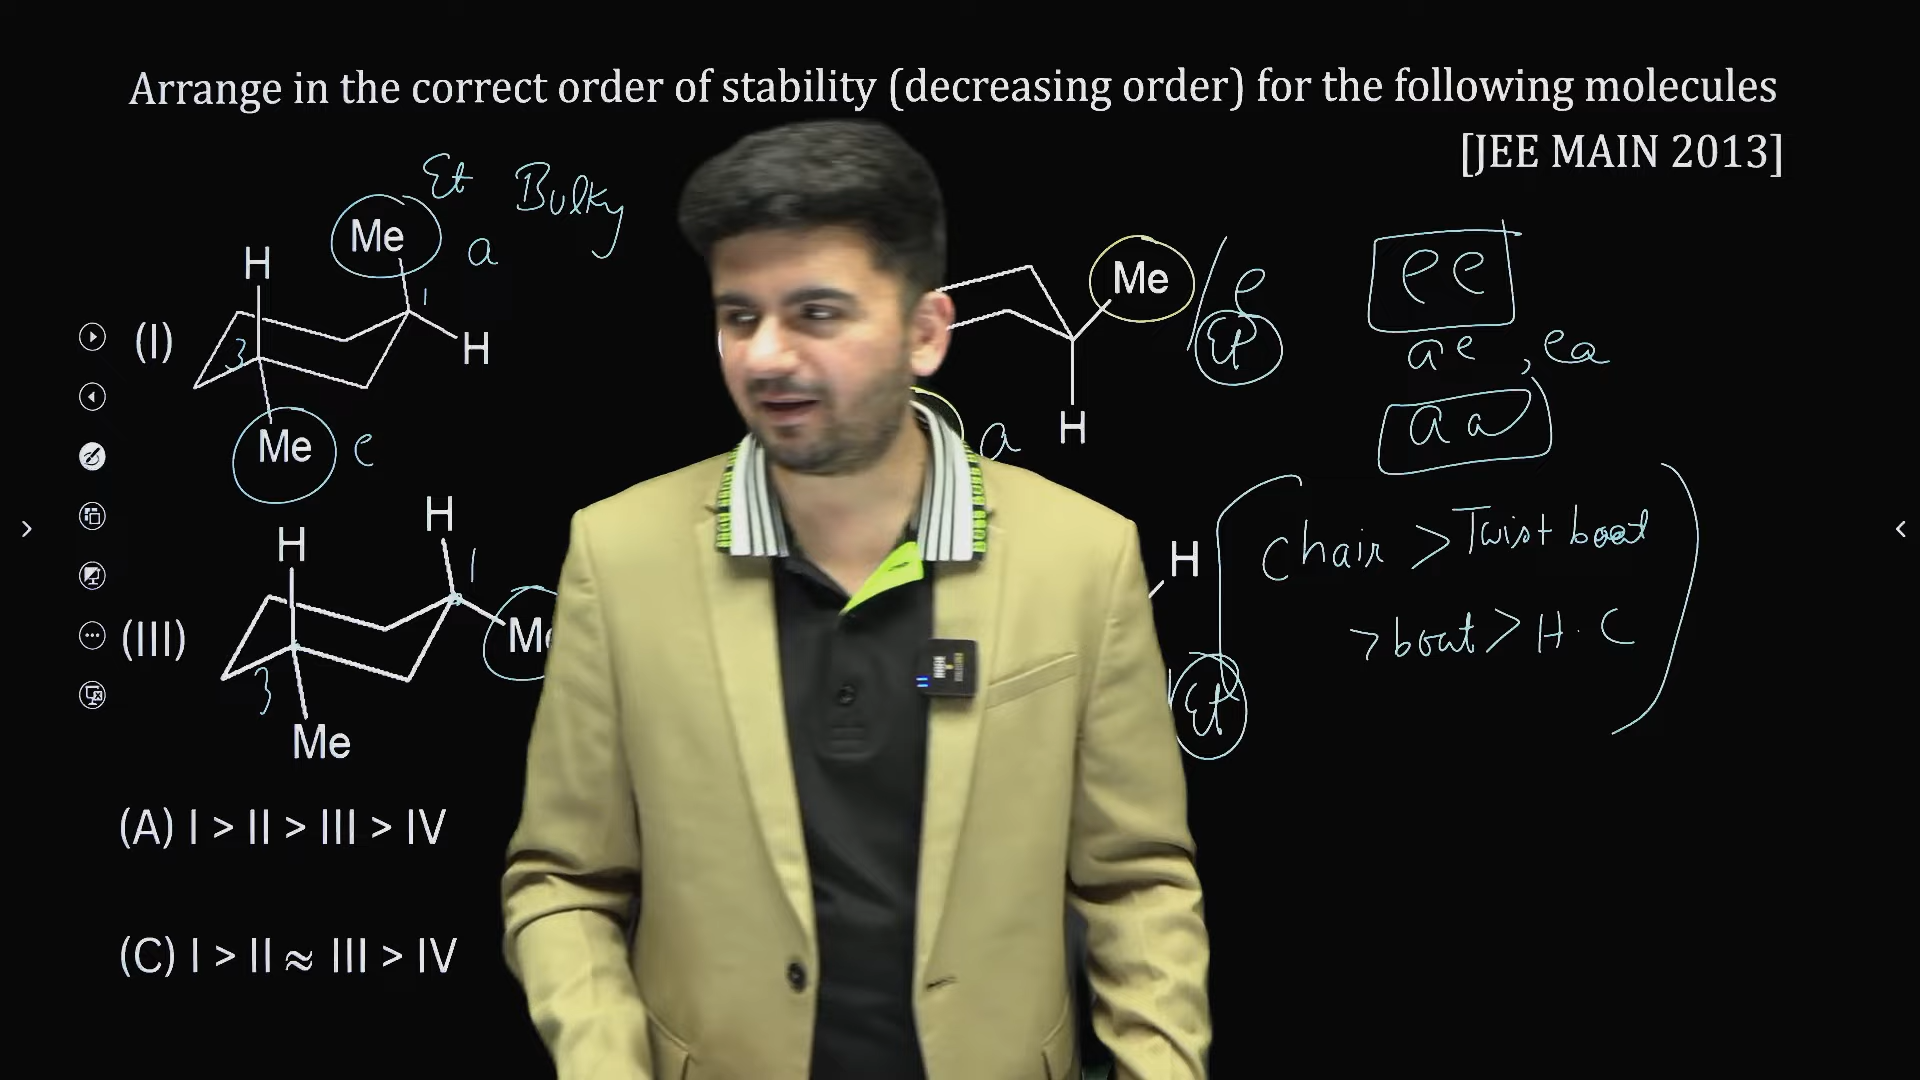 Arrange in the correct order of stability (decreasing order) for the following molecules
[JEE MAIN 2013]
Et Bulky
Me
a
H
1
(I)
3
H
Me e
Me
e
Et
H
a
ee
ae , ea
aa
H
H
1
(III)
3
Me
H
Et
Chair > Twist boat
> boat > H.C
(A) I > II > III > IV
(C) I > II ≈ III > IV